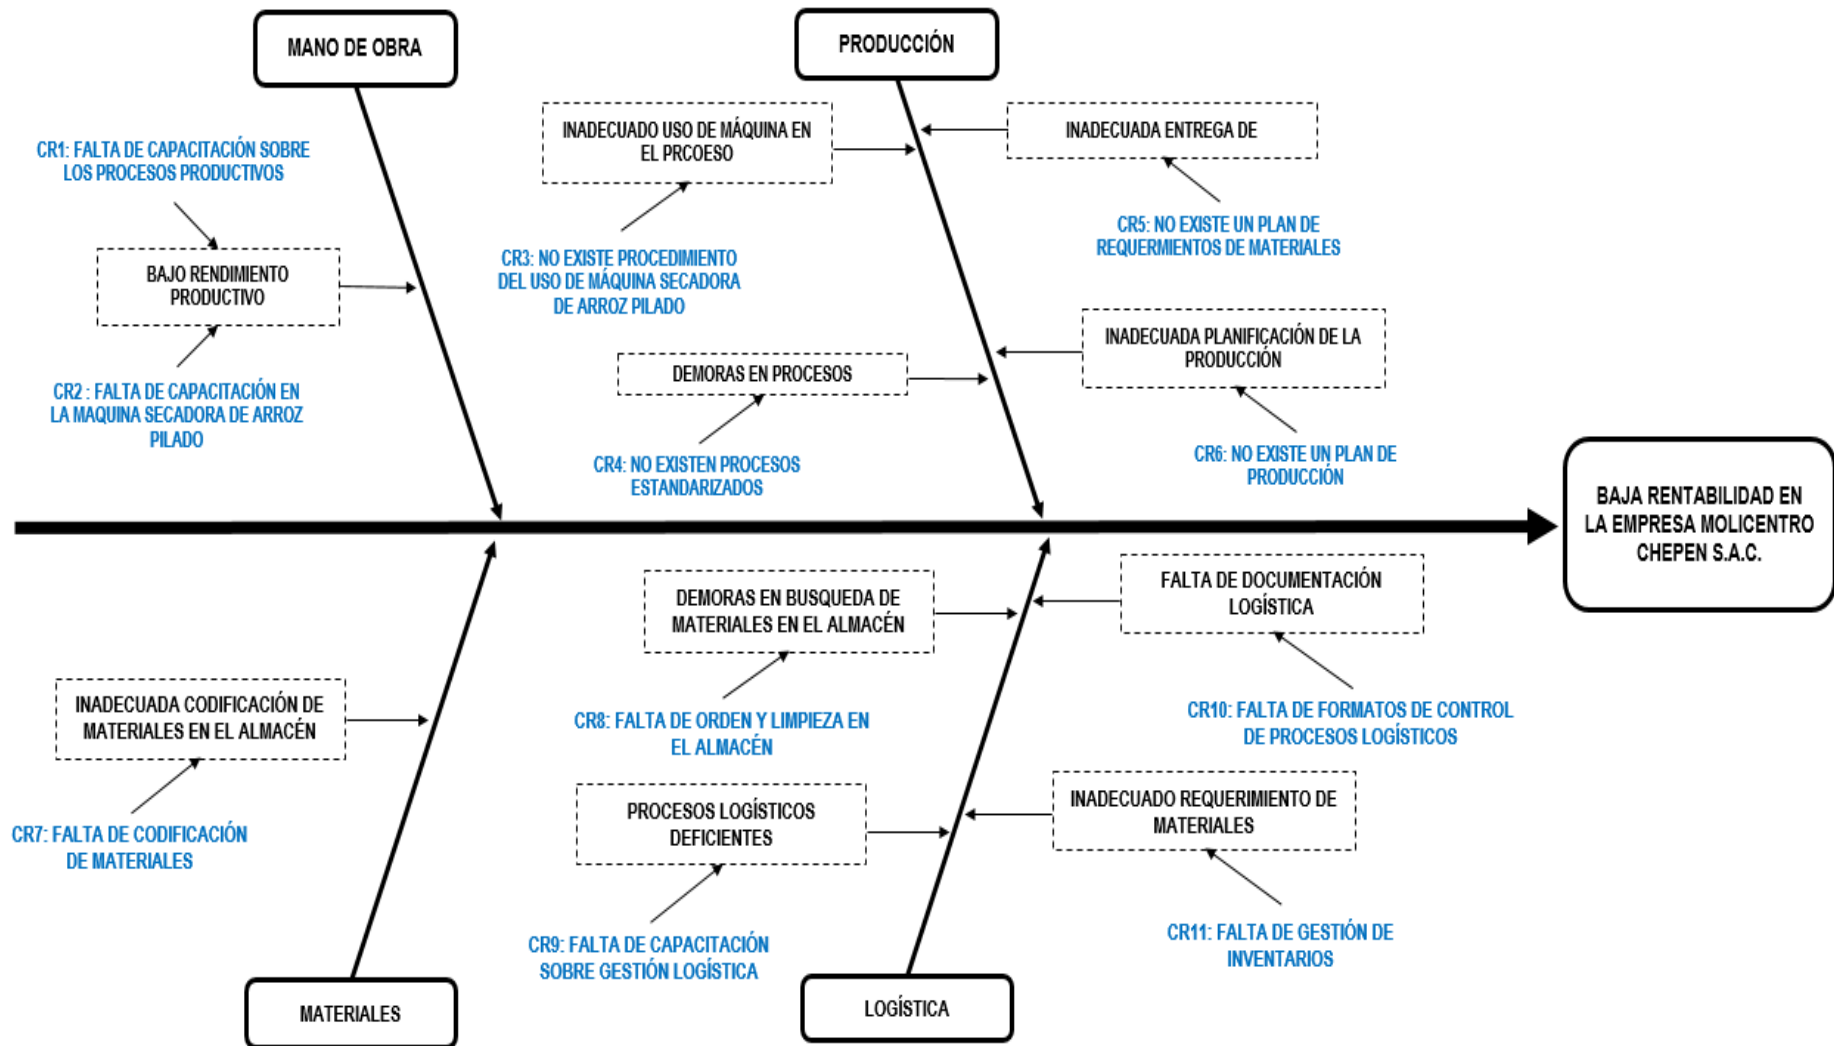 MANO DE OBRA
PRODUCCIÓN
CR1: FALTA DE CAPACITACIÓN SOBRE
LOS PROCESOS PRODUCTIVOS
BAJO RENDIMIENTO
PRODUCTIVO
CR2 : FALTA DE CAPACITACIÓN EN
LA MAQUINA SECADORA DE ARROZ
PILADO
INADECUADO USO DE MÁQUINA EN
EL PRCOESO
CR3: NO EXISTE PROCEDIMIENTO
DEL USO DE MÁQUINA SECADORA
DE ARROZ PILADO
DEMORAS EN PROCESOS
CR4: NO EXISTEN PROCESOS
ESTANDARIZADOS
INADECUADA ENTREGA DE
CR5: NO EXISTE UN PLAN DE
REQUERMIENTOS DE MATERIALES
INADECUADA PLANIFICACIÓN DE LA
PRODUCCIÓN
CR6: NO EXISTE UN PLAN DE
PRODUCCIÓN
BAJA RENTABILIDAD EN
LA EMPRESA MOLICENTRO
CHEPEN S.A.C.
INADECUADA CODIFICACIÓN DE
MATERIALES EN EL ALMACÉN
CR7: FALTA DE CODIFICACIÓN
DE MATERIALES
DEMORAS EN BUSQUEDA DE
MATERIALES EN EL ALMACÉN
CR8: FALTA DE ORDEN Y LIMPIEZA EN
EL ALMACÉN
PROCESOS LOGÍSTICOS
DEFICIENTES
CR9: FALTA DE CAPACITACIÓN
SOBRE GESTIÓN LOGÍSTICA
FALTA DE DOCUMENTACIÓN
LOGÍSTICA
CR10: FALTA DE FORMATOS DE CONTROL
DE PROCESOS LOGÍSTICOS
INADECUADO REQUERIMIENTO DE
MATERIALES
CR11: FALTA DE GESTIÓN DE
INVENTARIOS
MATERIALES
LOGÍSTICA